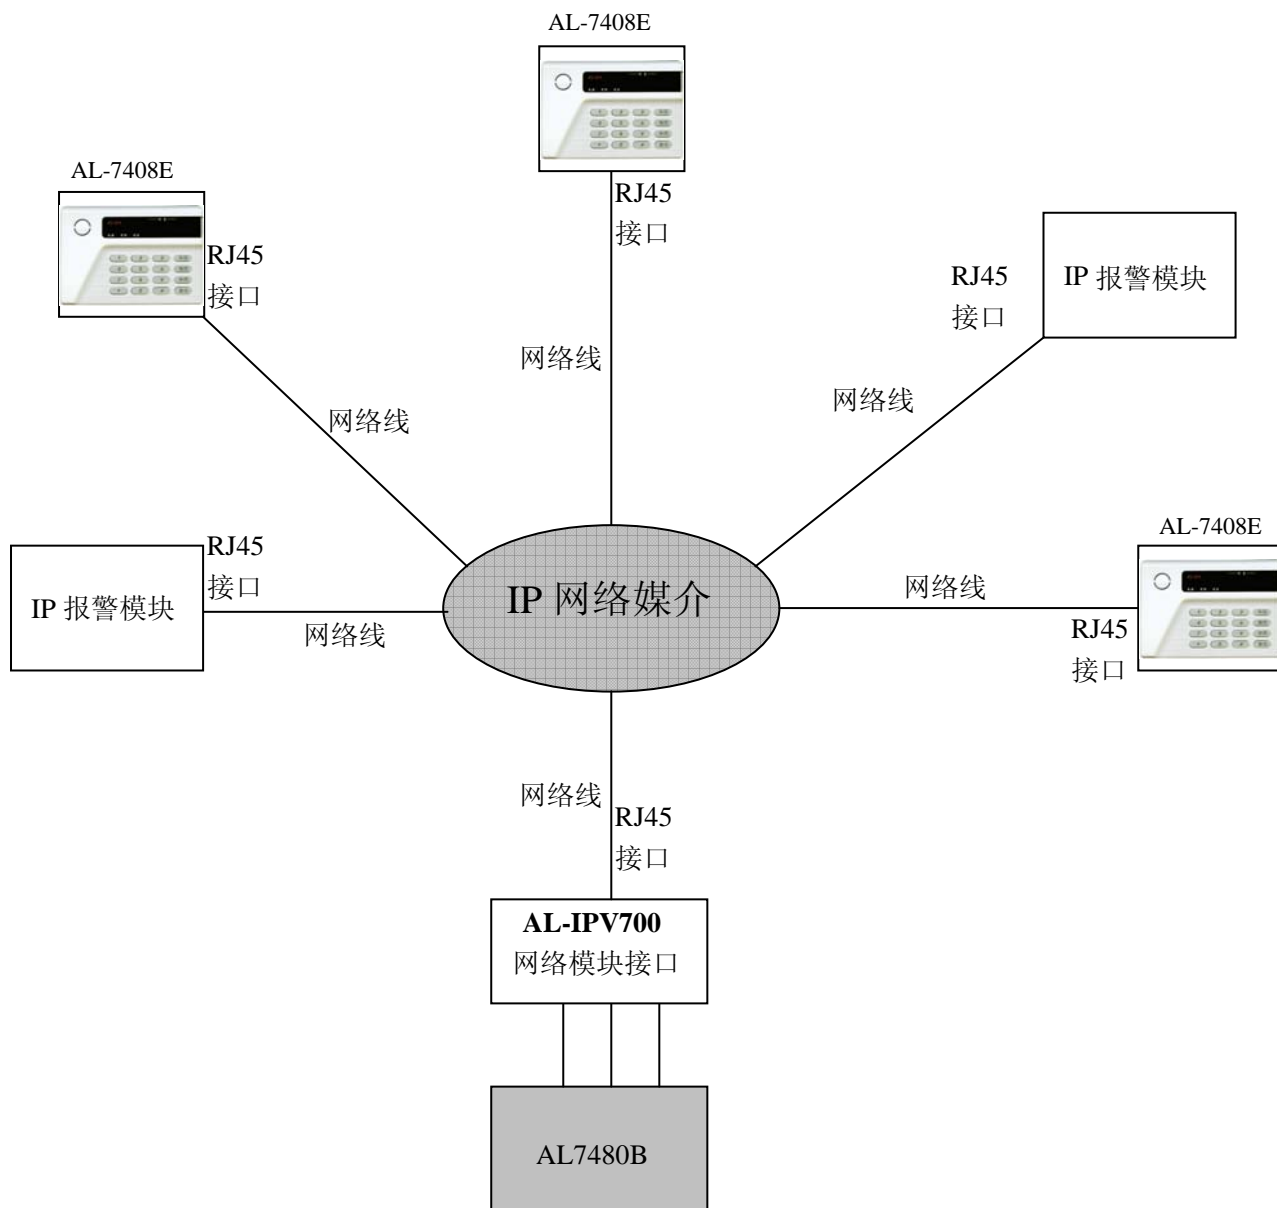 AL-7408E
AL-7408E
RJ45
接口
RJ45
接口
RJ45
接口
IP 报警模块
网络线
网络线
网络线
AL-7408E
RJ45
接口
IP 报警模块
网络线
IP 网络媒介
网络线
RJ45
接口
网络线
RJ45
接口
AL-IPV700
网络模块接口
AL7480B